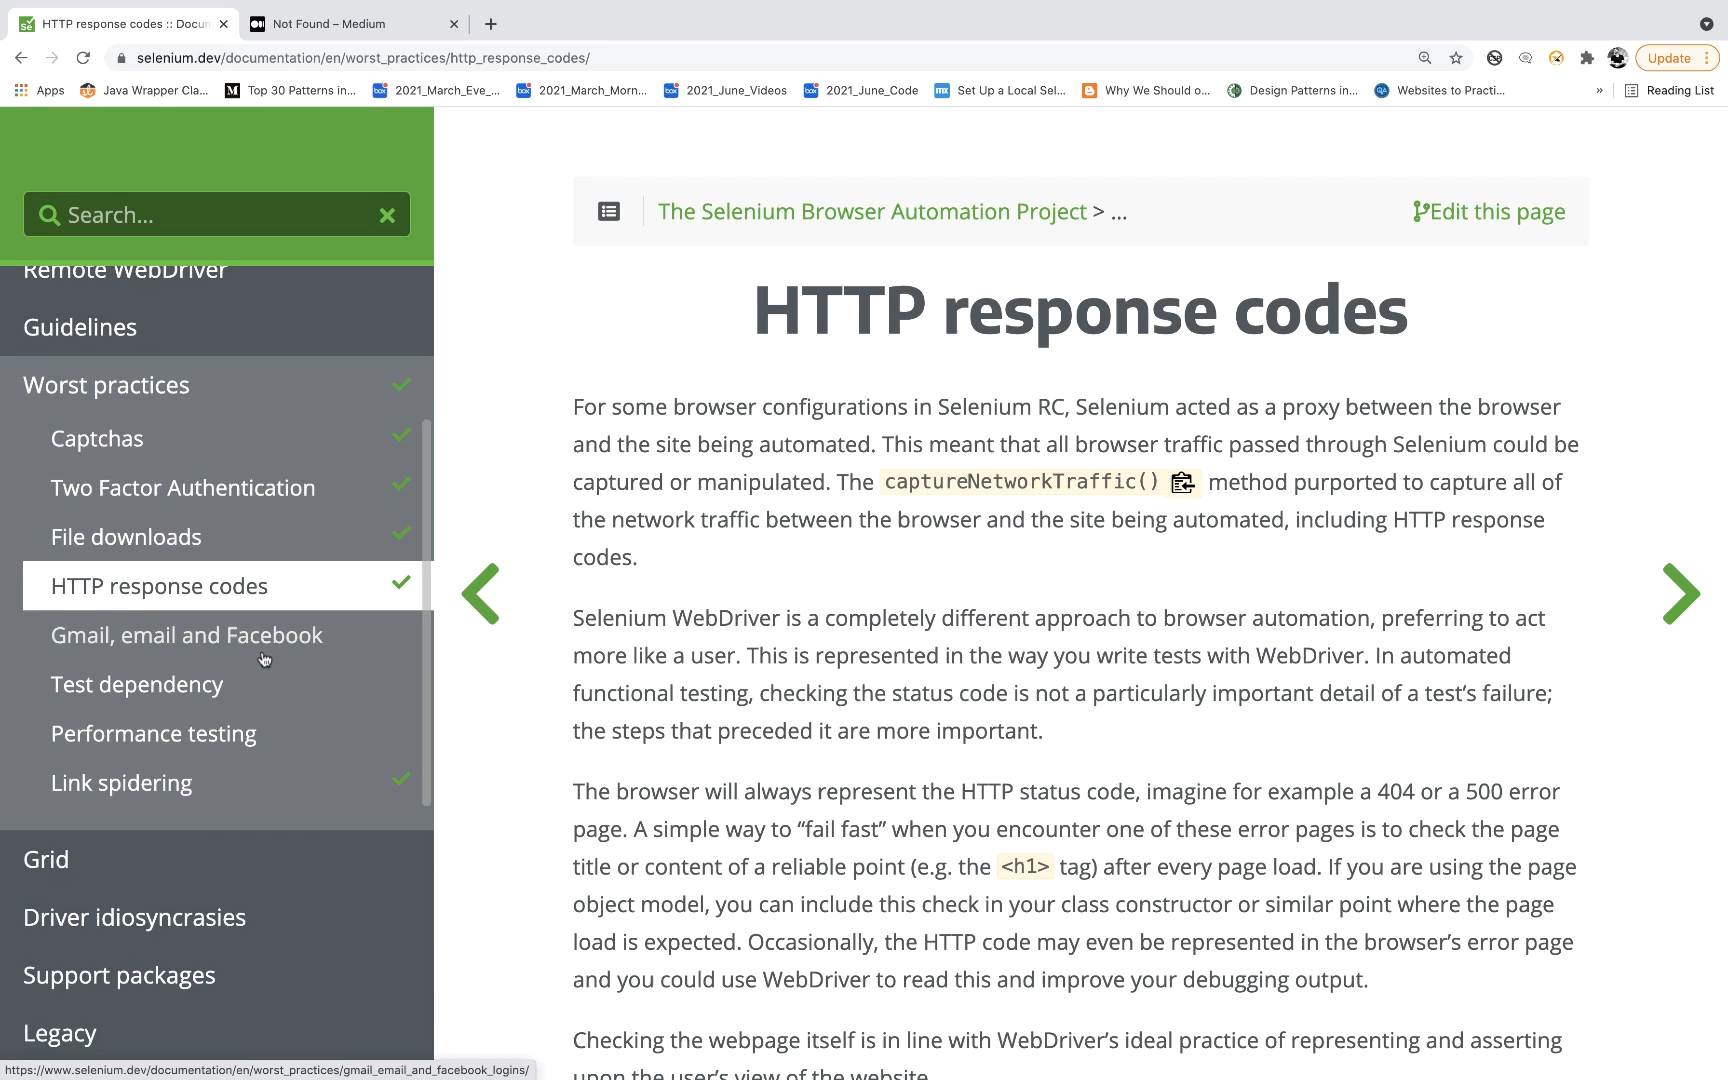 HTTP response codes :: Docum
Not Found – Medium
selenium.dev/documentation/en/worst_practices/http_response_codes/
Update
Apps
Java Wrapper Cla...
Top 30 Patterns in...
2021_March_Eve_...
2021_March_Morn...
2021_June_Videos
2021_June_Code
Set Up a Local Sel...
Why We Should o...
Design Patterns in...
Websites to Practi...
»
Reading List
Search...
Remote WebDriver
Guidelines
Worst practices
Captchas
Two Factor Authentication
File downloads
HTTP response codes
Gmail, email and Facebook
Test dependency
Performance testing
Link spidering
Grid
Driver idiosyncrasies
Support packages
Legacy
https://www.selenium.dev/documentation/en/worst_practices/gmail_email_and_facebook_logins/
The Selenium Browser Automation Project > ...
Edit this page
HTTP response codes
For some browser configurations in Selenium RC, Selenium acted as a proxy between the browser
and the site being automated. This meant that all browser traffic passed through Selenium could be
captured or manipulated. The captureNetworkTraffic() method purported to capture all of
the network traffic between the browser and the site being automated, including HTTP response
codes.
Selenium WebDriver is a completely different approach to browser automation, preferring to act
more like a user. This is represented in the way you write tests with WebDriver. In automated
functional testing, checking the status code is not a particularly important detail of a test’s failure;
the steps that preceded it are more important.
The browser will always represent the HTTP status code, imagine for example a 404 or a 500 error
page. A simple way to “fail fast” when you encounter one of these error pages is to check the page
title or content of a reliable point (e.g. the <h1> tag) after every page load. If you are using the page
object model, you can include this check in your class constructor or similar point where the page
load is expected. Occasionally, the HTTP code may even be represented in the browser’s error page
and you could use WebDriver to read this and improve your debugging output.
Checking the webpage itself is in line with WebDriver’s ideal practice of representing and asserting
upon the user’s view of the website.